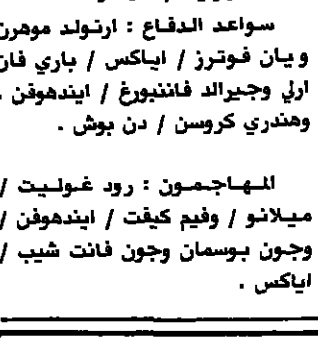 سواعد الدفاع : ارنولد موهرن
ويان فوترز / اياكس / باري فان
ارلي وجيرالد فاننبورغ / ايندهوفن .
وهندري كروسن / دن بوش .
المهاجمون : رود غوليت /
ميلانو / وفيم كيفت / ايندهوفن /
وجون بوسمان وجون فانت شيب /
اياكس .